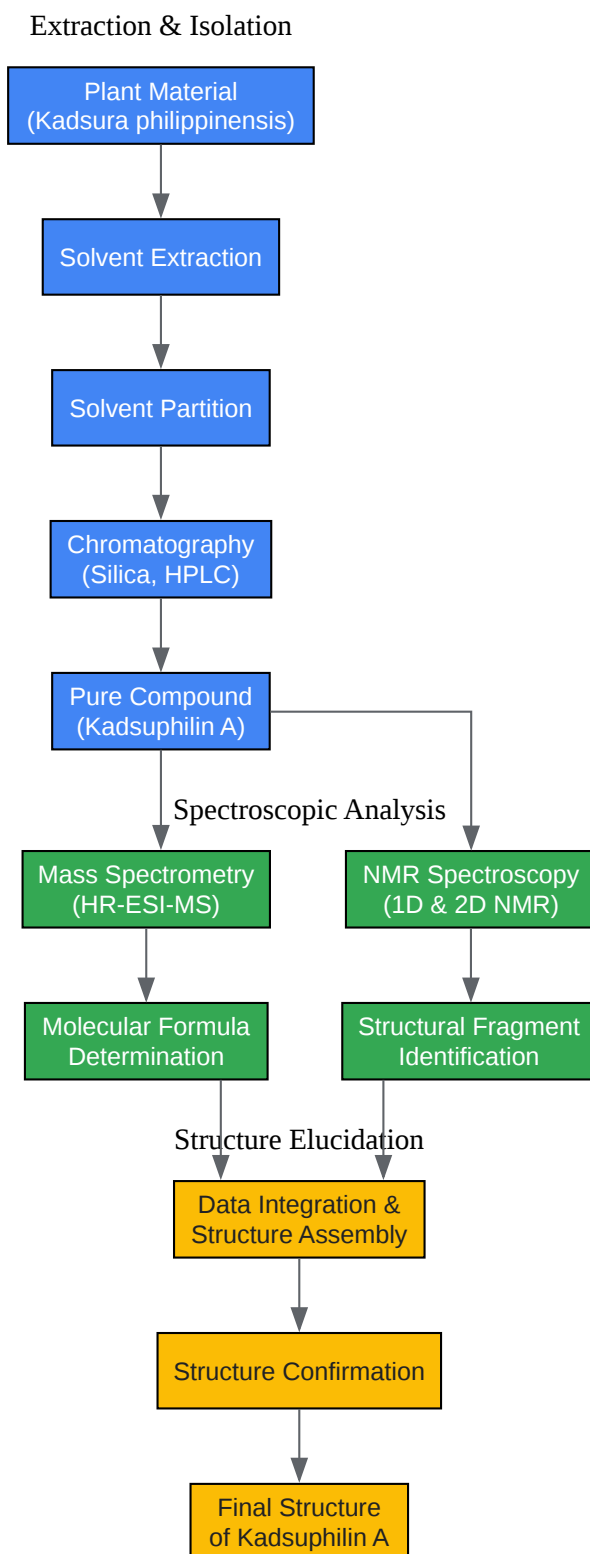 Extraction & Isolation
Plant Material
(Kadsura philippinensis)
Solvent Extraction
Solvent Partition
Chromatography
(Silica, HPLC)
Pure Compound
(Kadsuphilin A)
Spectroscopic Analysis
Mass Spectrometry
(HR-ESI-MS)
NMR Spectroscopy
(1D & 2D NMR)
Molecular Formula
Determination
Structural Fragment
Identification
Structure Elucidation
Data Integration &
Structure Assembly
Structure Confirmation
Final Structure
of Kadsuphilin A